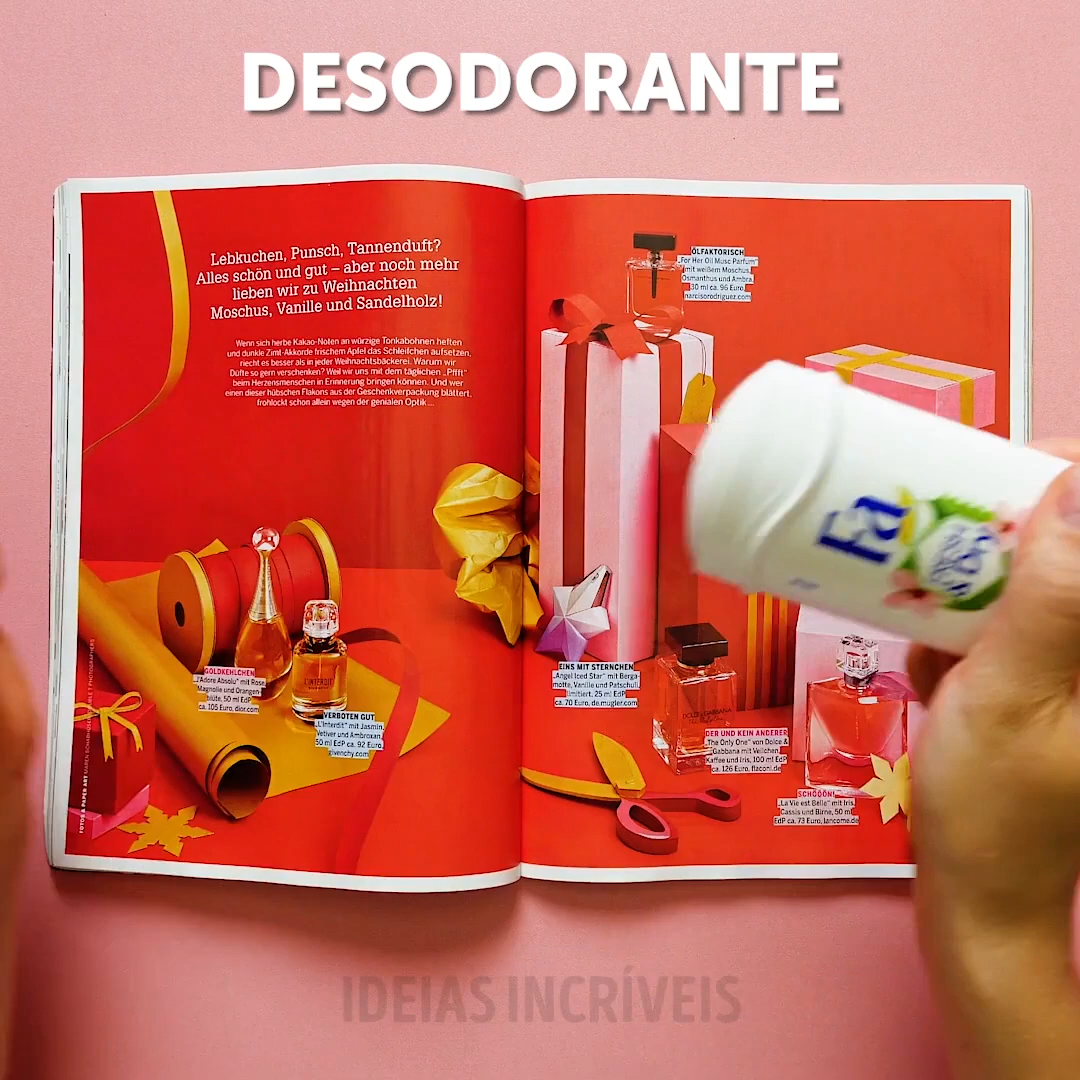 DESODORANTE
Lebkuchen, Punsch, Tannenduft?
Alles schön und gut – aber noch mehr
lieben wir zu Weihnachten
Moschus, Vanille und Sandelholz!
Wenn sich herbe Kakao-Noten an würzige Tonkabohnen heften
und dunkle Zimt-Akkorde frischem Apfel das Schleifchen aufsetzen,
riecht es besser als in jeder Weihnachtsbäckerei. Warum wir
Düfte so gern verschenken? Weil wir uns mit dem täglichen „Pffft"
beim Herzensmenschen in Erinnerung bringen können. Und wer
einen dieser hübschen Flakons aus der Geschenkverpackung blättert,
frohlockt schon allein wegen der genialen Optik ...
GOLDKEHLCHEN
„J'Adore Absolu" mit Rose,
Magnolie und Orangen-
blüte, 50 ml EdP
ca. 105 Euro, dior.com
L'INTERDIT
VERBOTEN GUT
„L'Interdit" mit Jasmin,
Vetiver und Ambroxan,
50 ml EdP ca. 92 Euro,
givenchy.com
FOTOS & PAPER ART
ÖLFAKTORISCH
„For Her Oil Musc Parfum"
mit weißem Moschus,
Osmanthus und Ambra,
30 ml ca. 96 Euro,
narcisorodriguez.com
Fa
EINS MIT STERNCHEN
„Angel Iced Star" mit Berga-
motte, Vanille und Patschuli,
limitiert, 25 ml EdP
ca. 70 Euro, de.mugler.com
DOLCE & GABBANA
DER UND KEIN ANDERER
„The Only One" von Dolce &
Gabbana mit Veilchen,
Kaffee und Iris, 100 ml EdP
ca. 126 Euro, flaconi.de
SCHÖÖÖN!
„La Vie est Belle" mit Iris,
Cassis und Birne, 50 ml
EdP ca. 73 Euro, lancome.de
IDEIAS INCRÍVEIS